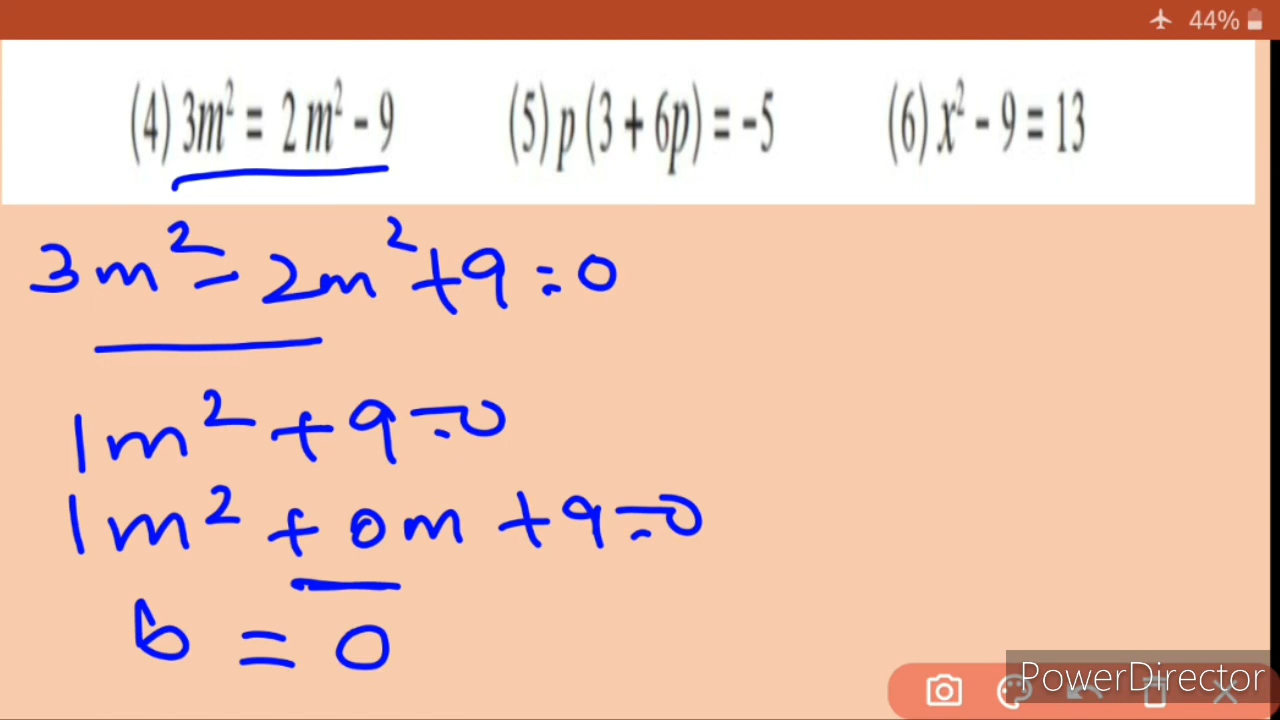 44%
(4) 3m² = 2m² - 9 (5) p (3 + 6p) = -5 (6) x² - 9 = 13
3m² - 2m² + 9 = 0
1m² + 9 = 0
1m² + 0m + 9 = 0
b = 0
PowerDirector